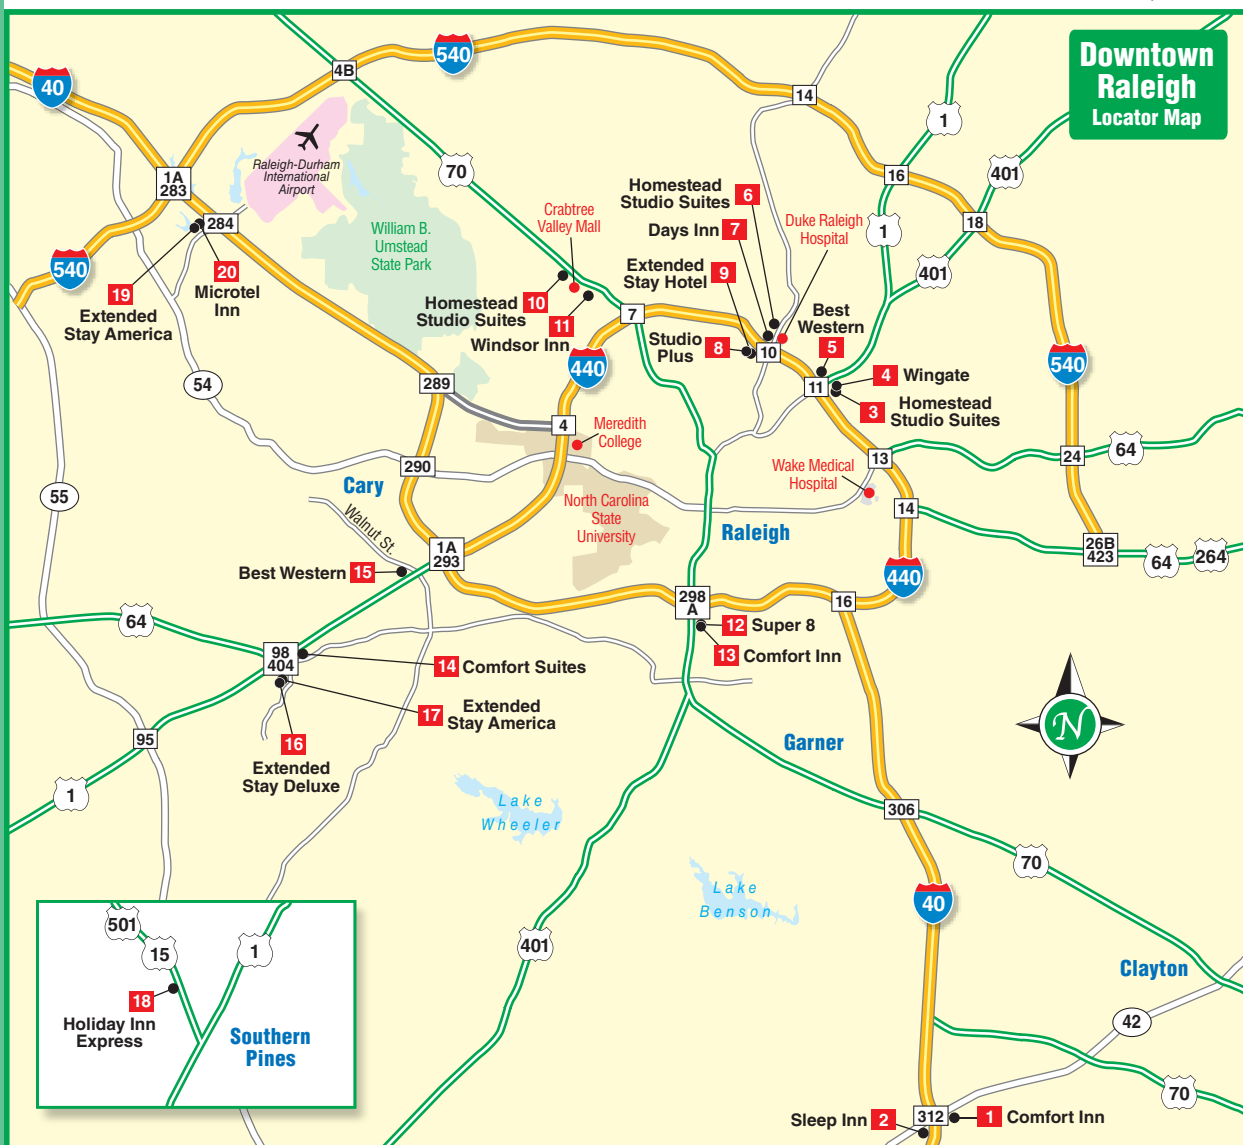 Downtown
Raleigh
Locator Map
40
540
4B
14
1
401
70
16
1A
283
Raleigh-Durham
International
Airport
284
William B.
Umstead
State Park
Crabtree
Valley Mall
Homestead
Studio Suites
6
Days Inn
7
Duke Raleigh
Hospital
1
18
401
540
19
Extended
Stay America
20
Microtel
Inn
Extended
Stay Hotel
9
Homestead
Studio Suites
10
11
Windsor Inn
7
Studio
Plus
8
10
Best
Western
5
440
540
54
289
11
4
Wingate
3
Homestead
Studio Suites
4
Meredith
College
290
Cary
13
24
64
Wake Medical
Hospital
55
Walnut St.
North Carolina
State
University
Raleigh
14
1A
293
26B
423
64
264
Best Western
15
440
298
A
16
64
12
Super 8
13
Comfort Inn
98
404
14
Comfort Suites
17
Extended
Stay America
16
Extended
Stay Deluxe
95
1
Garner
N
Lake
Wheeler
306
70
Lake
Benson
40
401
501
15
1
18
Holiday Inn
Express
Southern
Pines
Clayton
42
70
Sleep Inn
2
312
1
Comfort Inn